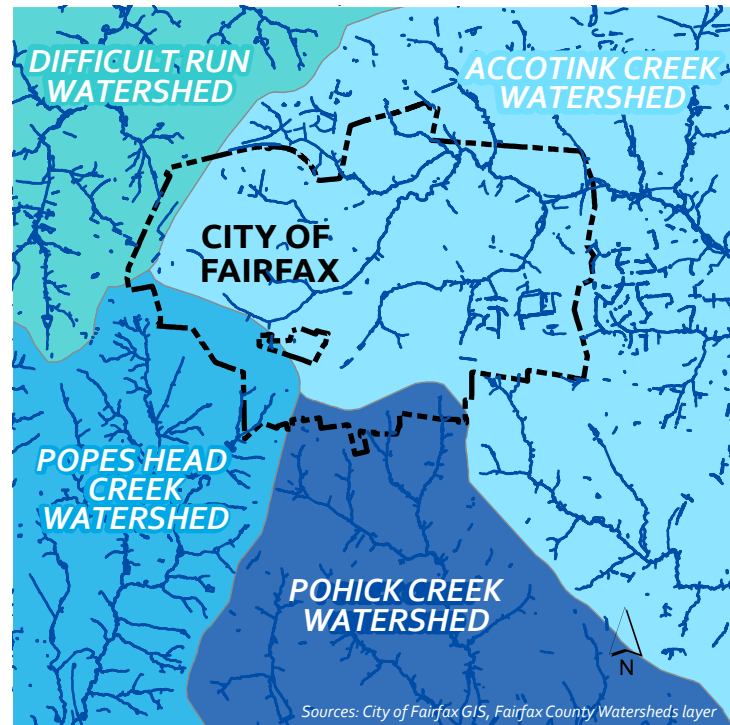 DIFFICULT RUN
WATERSHED
ACCOTINK CREEK
WATERSHED
CITY OF
FAIRFAX
POPES HEAD
CREEK
WATERSHED
POHICK CREEK
WATERSHED
N
Sources: City of Fairfax GIS, Fairfax County Watersheds layer